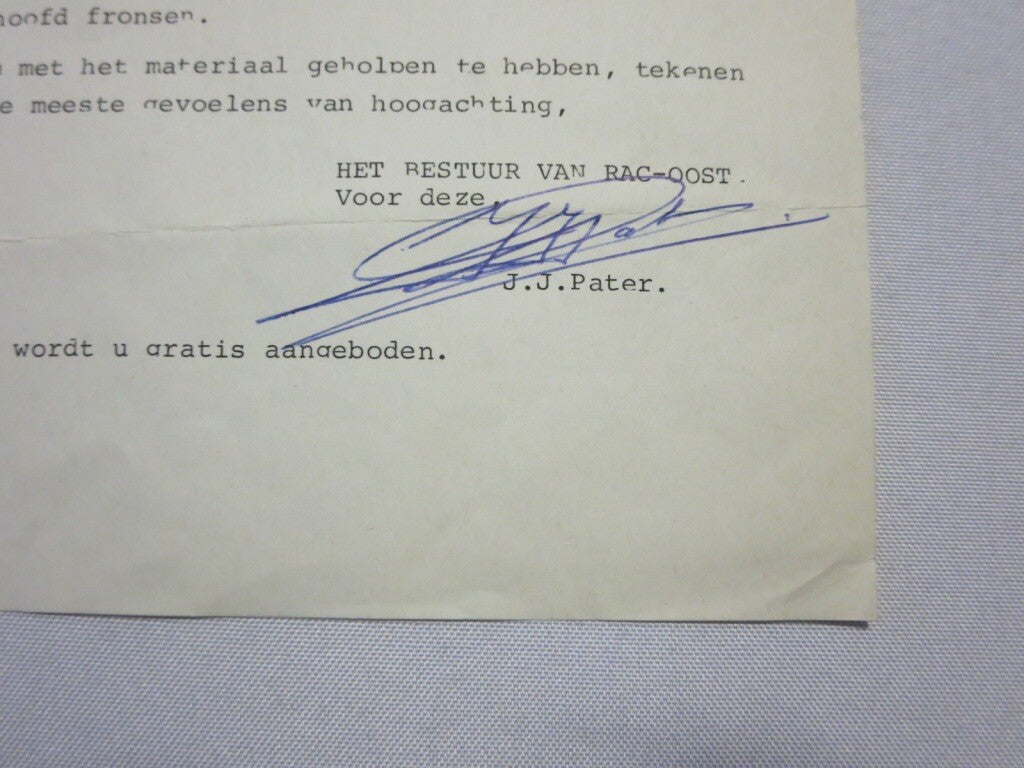 hoofd fronsen.
met het materiaal geholpen te hebben, tekenen
e meeste gevoelens van hoogachting,
HET BESTUUR VAN RAC-OOST.
Voor deze,
J.J.Pater.
wordt u gratis aangeboden.